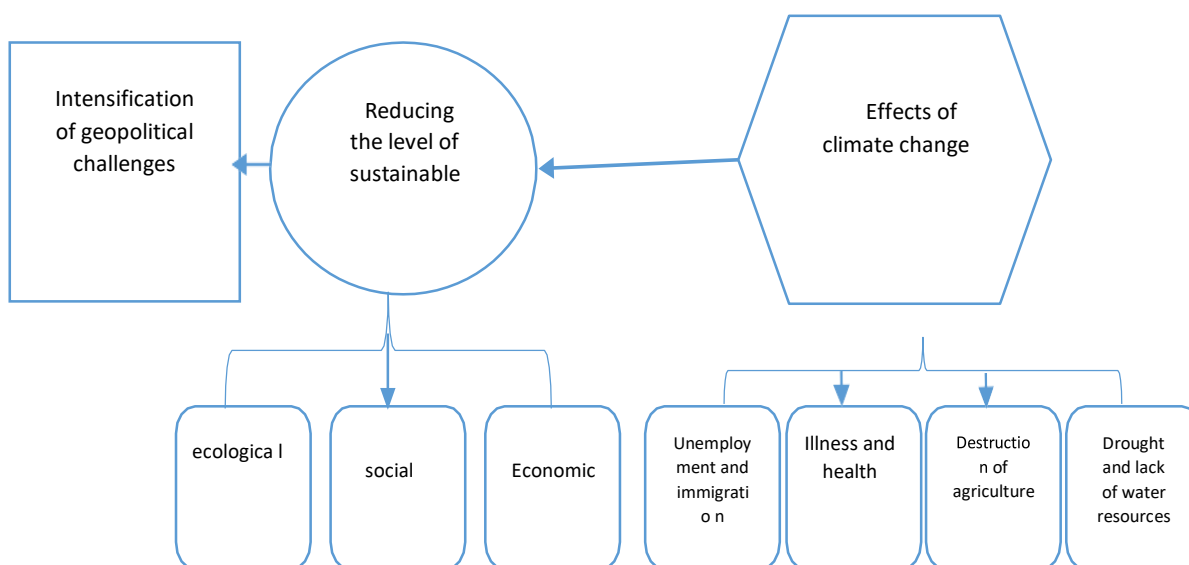 Intensification
of geopolitical
challenges
Reducing
the level of
sustainable
Effects of
climate change
ecologica l
social
Economic
Unemploy
ment and
immigrati
o n
Illness and
health
Destructio
n of
agriculture
Drought
and lack
of water
resources